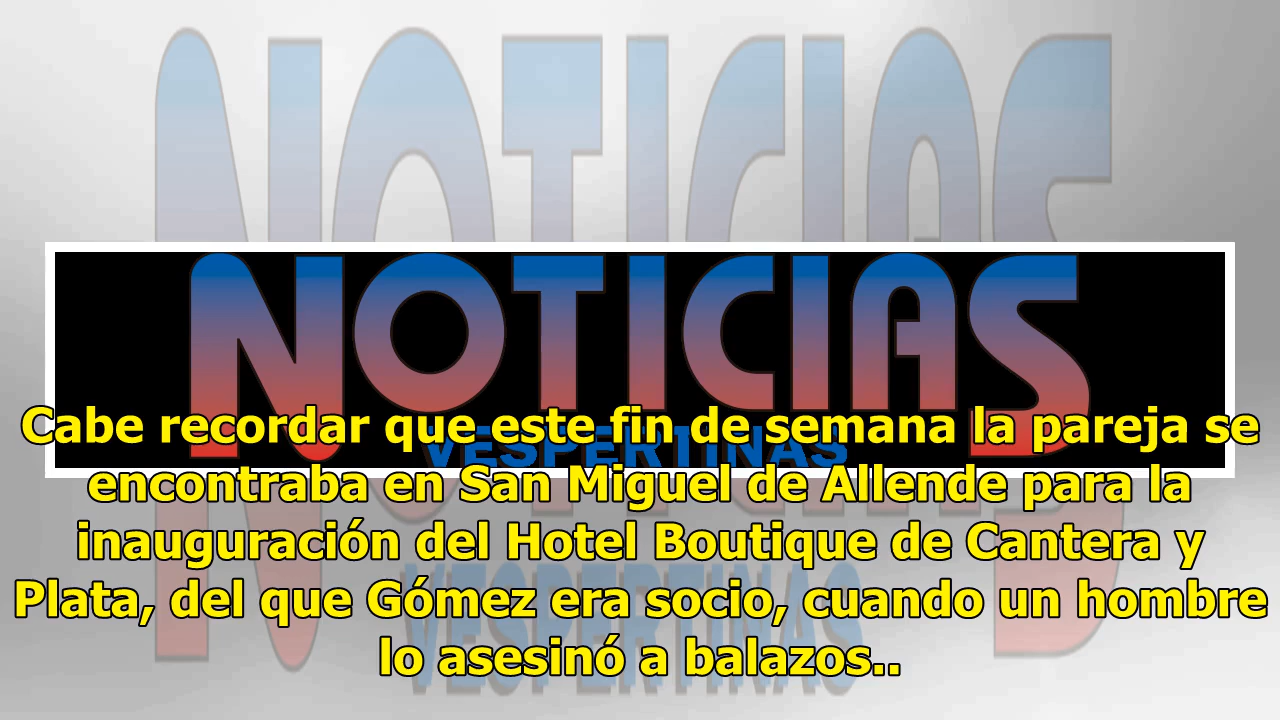 NOTICIAS
NOTICIAS
VESPERTINAS
Cabe recordar que este fin de semana la pareja se
encontraba en San Miguel de Allende para la
inauguración del Hotel Boutique de Cantera y
Plata, del que Gómez era socio, cuando un hombre
lo asesinó a balazos..
VESPERTINAS